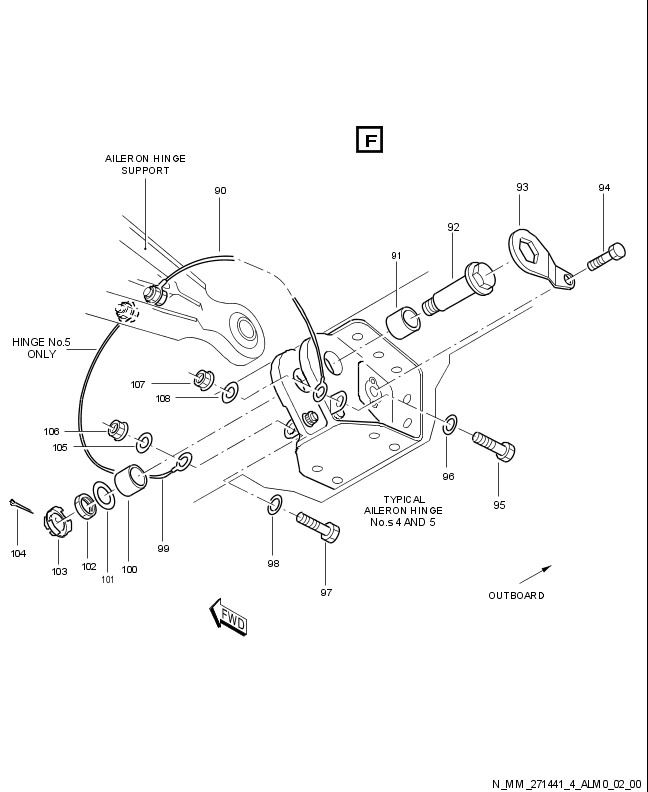 F
AILERON HINGE
SUPPORT
90
93
94
92
91
HINGE No.5
ONLY
107
108
106
105
96
95
TYPICAL
AILERON HINGE
No.s 4 AND 5
104
103
102
101
100
99
98
97
OUTBOARD
FWD
N_MM_271441_4_ALM0_02_00